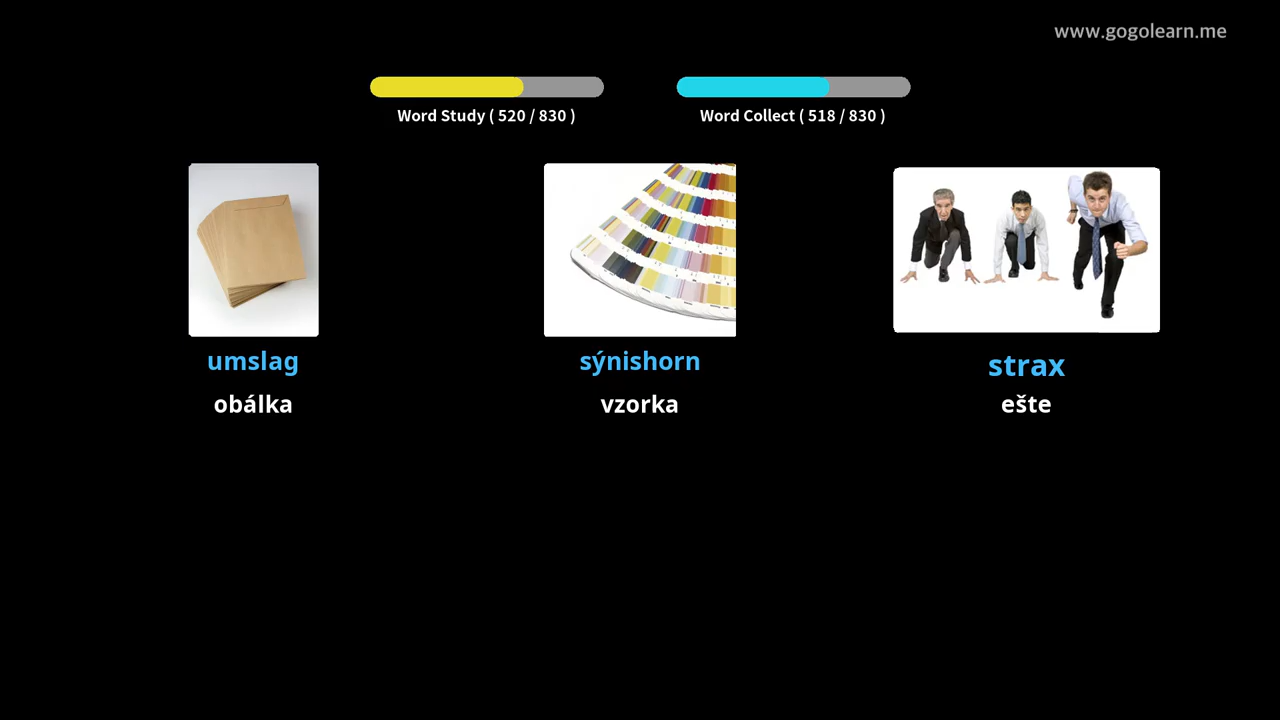 www.gogolearn.me
Word Study ( 520 / 830 )
Word Collect ( 518 / 830 )
umslag
sýnishorn
strax
obálka
vzorka
ešte